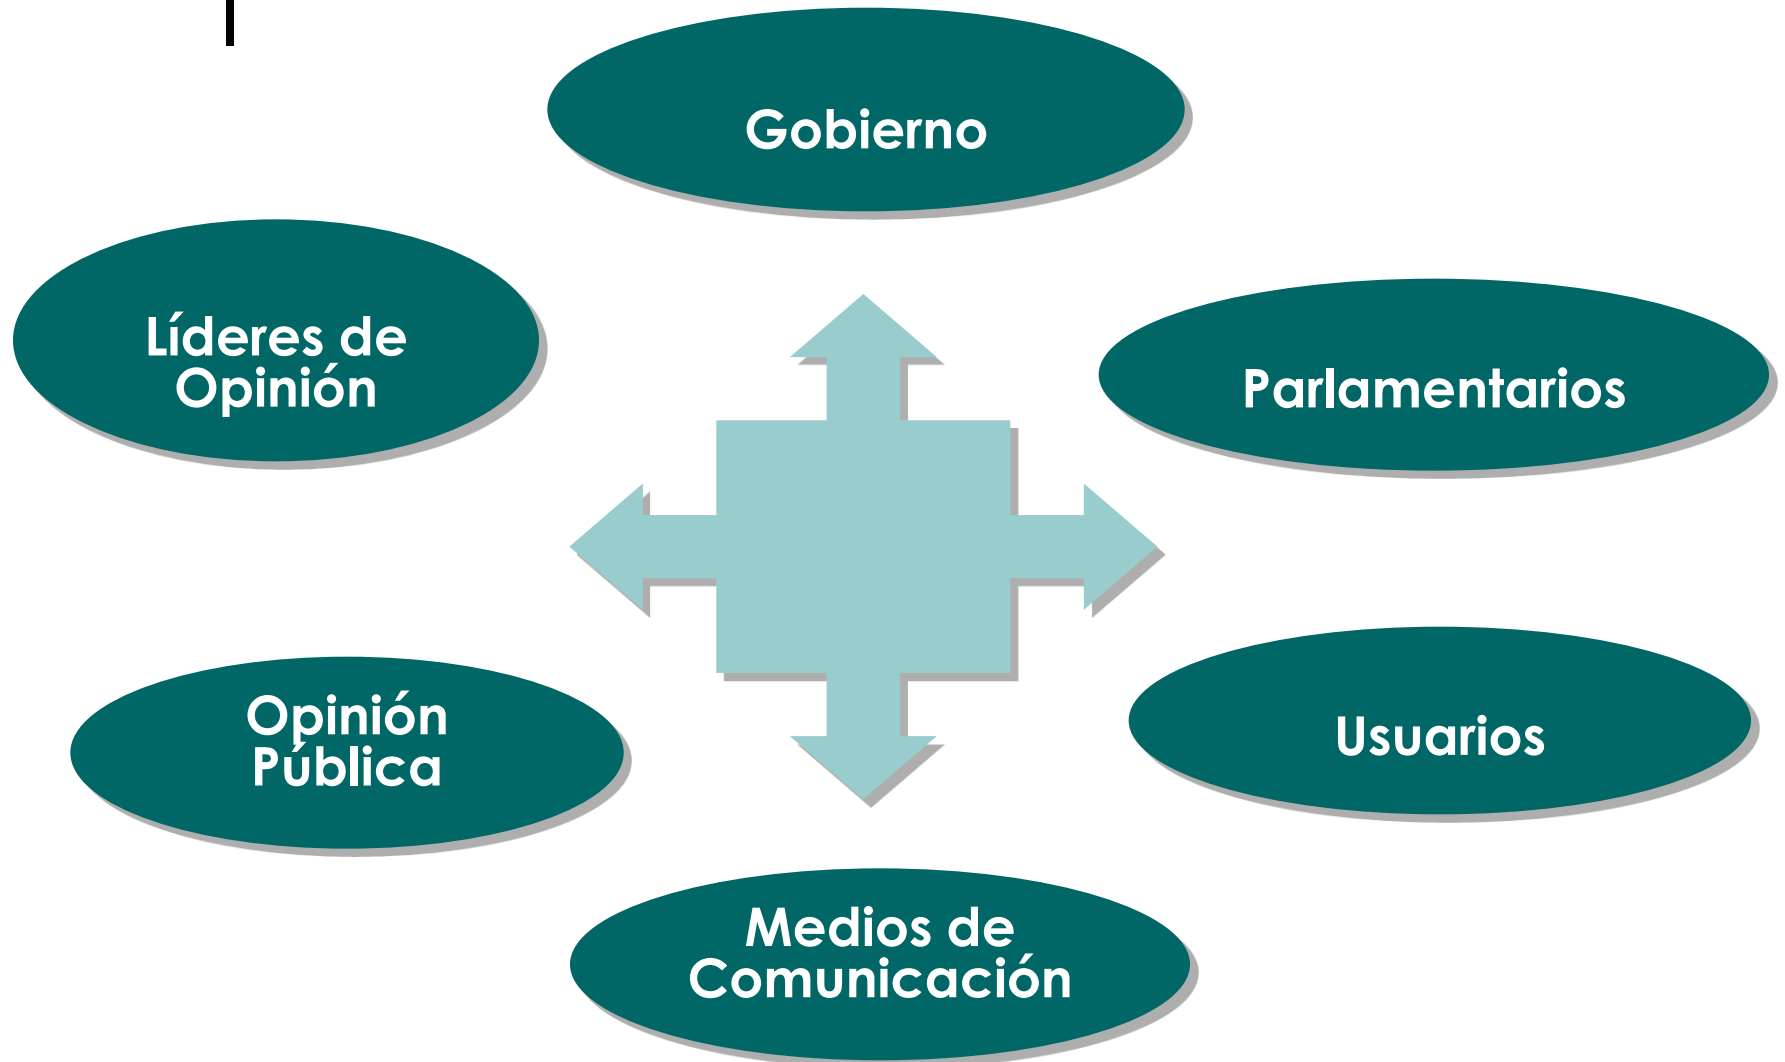 Gobierno
Líderes de
Opinión
Parlamentarios
Opinión
Pública
Usuarios
Medios de
Comunicación